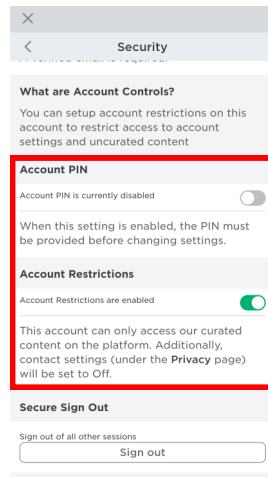 Security
What are Account Controls?
You can setup account restrictions on this
account to restrict access to account
settings and uncurated content
Account PIN
Account PIN is currently disabled
When this setting is enabled, the PIN must
be provided before changing settings.
Account Restrictions
Account Restrictions are enabled
This account can only access our curated
content on the platform. Additionally,
contact settings (under the Privacy page)
will be set to Off.
Secure Sign Out
Sign out of all other sessions
Sign out